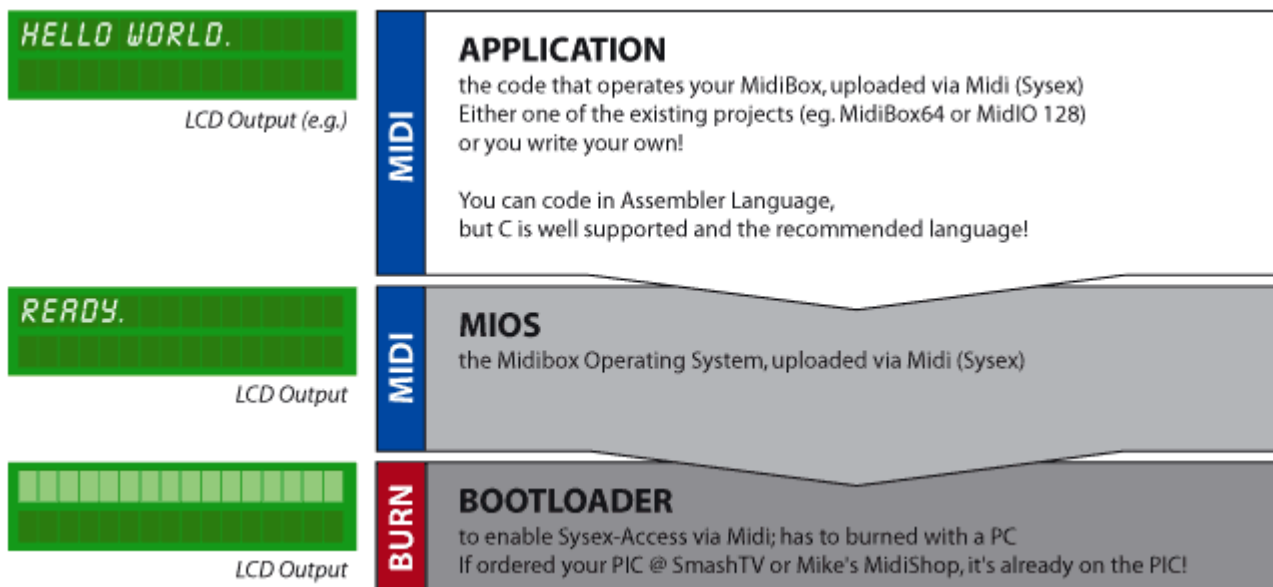 HELLO WORLD.
LCD Output (e.g.)
MIDI
APPLICATION
the code that operates your MidiBox, uploaded via Midi (Sysex)
Either one of the existing projects (eg. MidiBox64 or MidIO 128)
or you write your own!
You can code in Assembler Language,
but C is well supported and the recommended language!
READY.
LCD Output
MIDI
MIOS
the Midibox Operating System, uploaded via Midi (Sysex)
LCD Output
BURN
BOOTLOADER
to enable Sysex-Access via Midi; has to burned with a PC
If ordered your PIC @ SmashTV or Mike's MidiShop, it's already on the PIC!